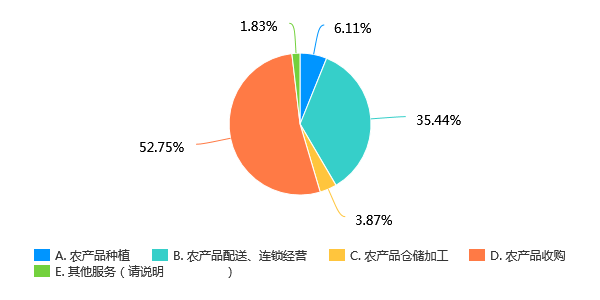 1.83%
6.11%
35.44%
52.75%
3.87%
A. 农产品种植 B. 农产品配送、连锁经营 C. 农产品仓储加工 D. 农产品收购
E. 其他服务（请说明 ）